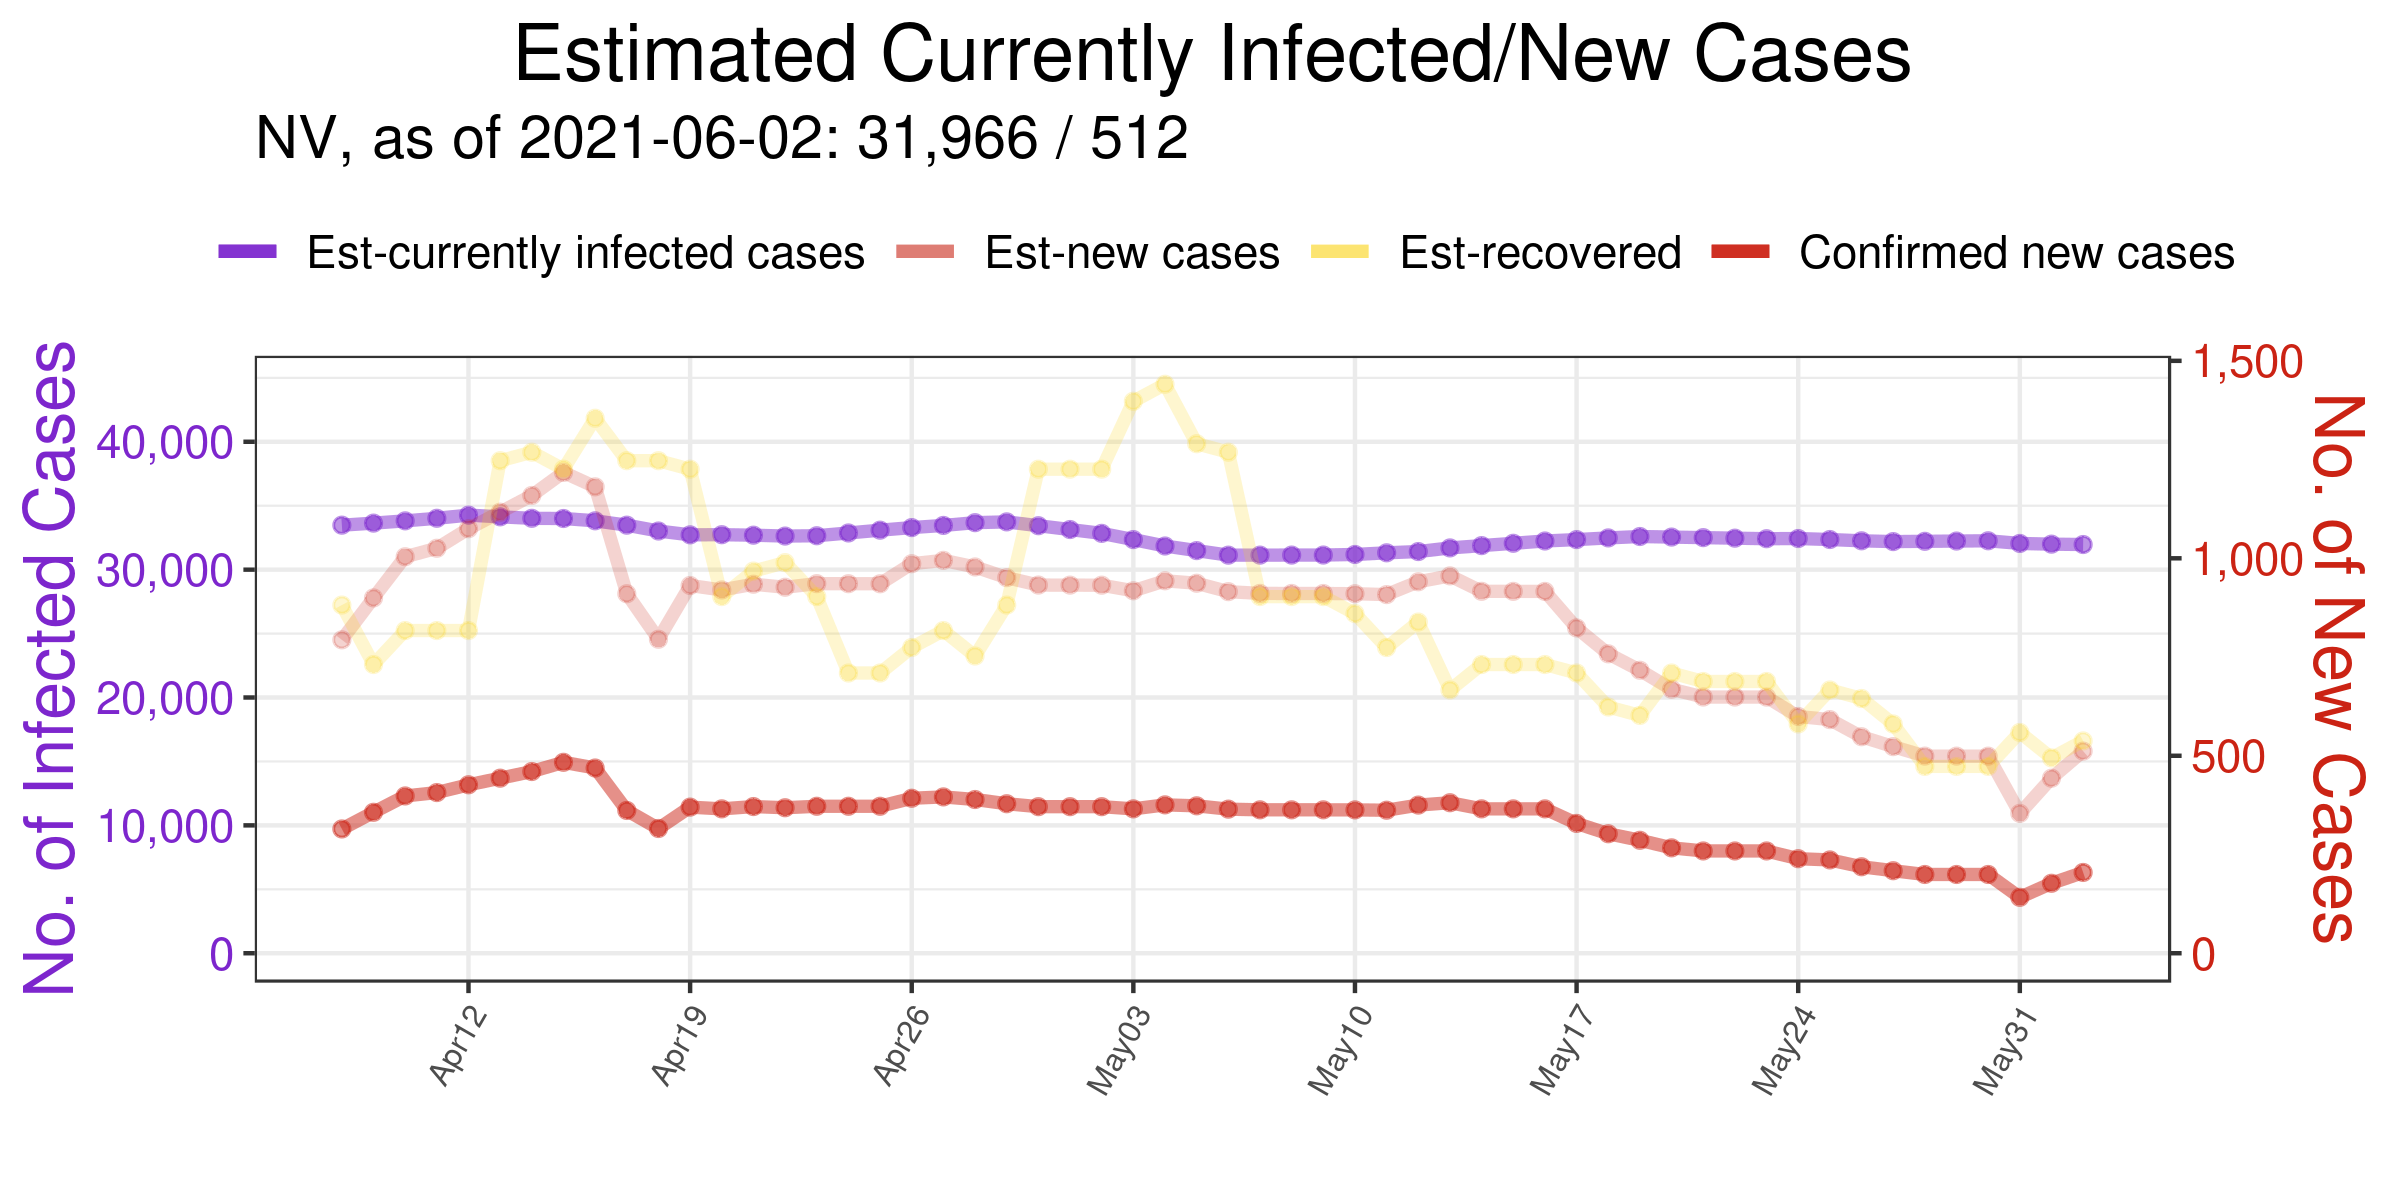 Estimated Currently Infected/New Cases
NV, as of 2021-06-02: 31,966 / 512
Est-currently infected cases Est-new cases Est-recovered Confirmed new cases
No. of Infected Cases
40,000
30,000
20,000
10,000
0
1,500
1,000
500
0
No. of New Cases
Apr12
Apr19
Apr26
May03
May10
May17
May24
May31